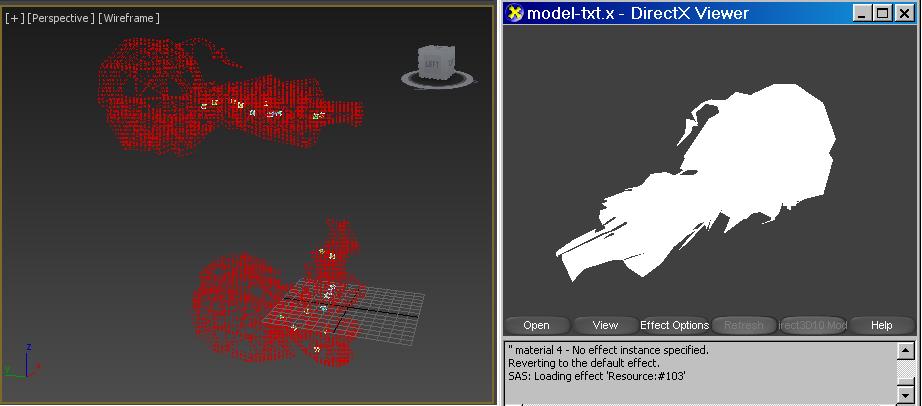 [+] [Perspective] [Wireframe]
LEFT
z
y
x
model-txt.x - DirectX Viewer
Open
View
Effect Options
Refresh
irect3D10 Mod
Help
" material 4 - No effect instance specified.
Reverting to the default effect.
SAS: Loading effect 'Resource:#103'